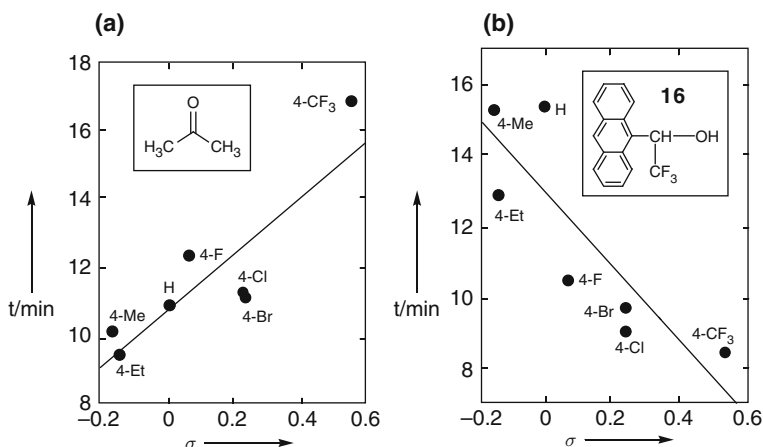 (a)
18
16
14
12
10
8
t/min
O
H₃C CH₃
4-CF₃
4-F
H
4-Cl
4-Br
4-Me
4-Et
–0.2 0 0.2 0.4 0.6
σ
(b)
16
14
12
10
8
t/min
16
CH OH
CF₃
4-Me
H
4-Et
4-F
4-Br
4-Cl
4-CF₃
–0.2 0 0.2 0.4 0.6
σ